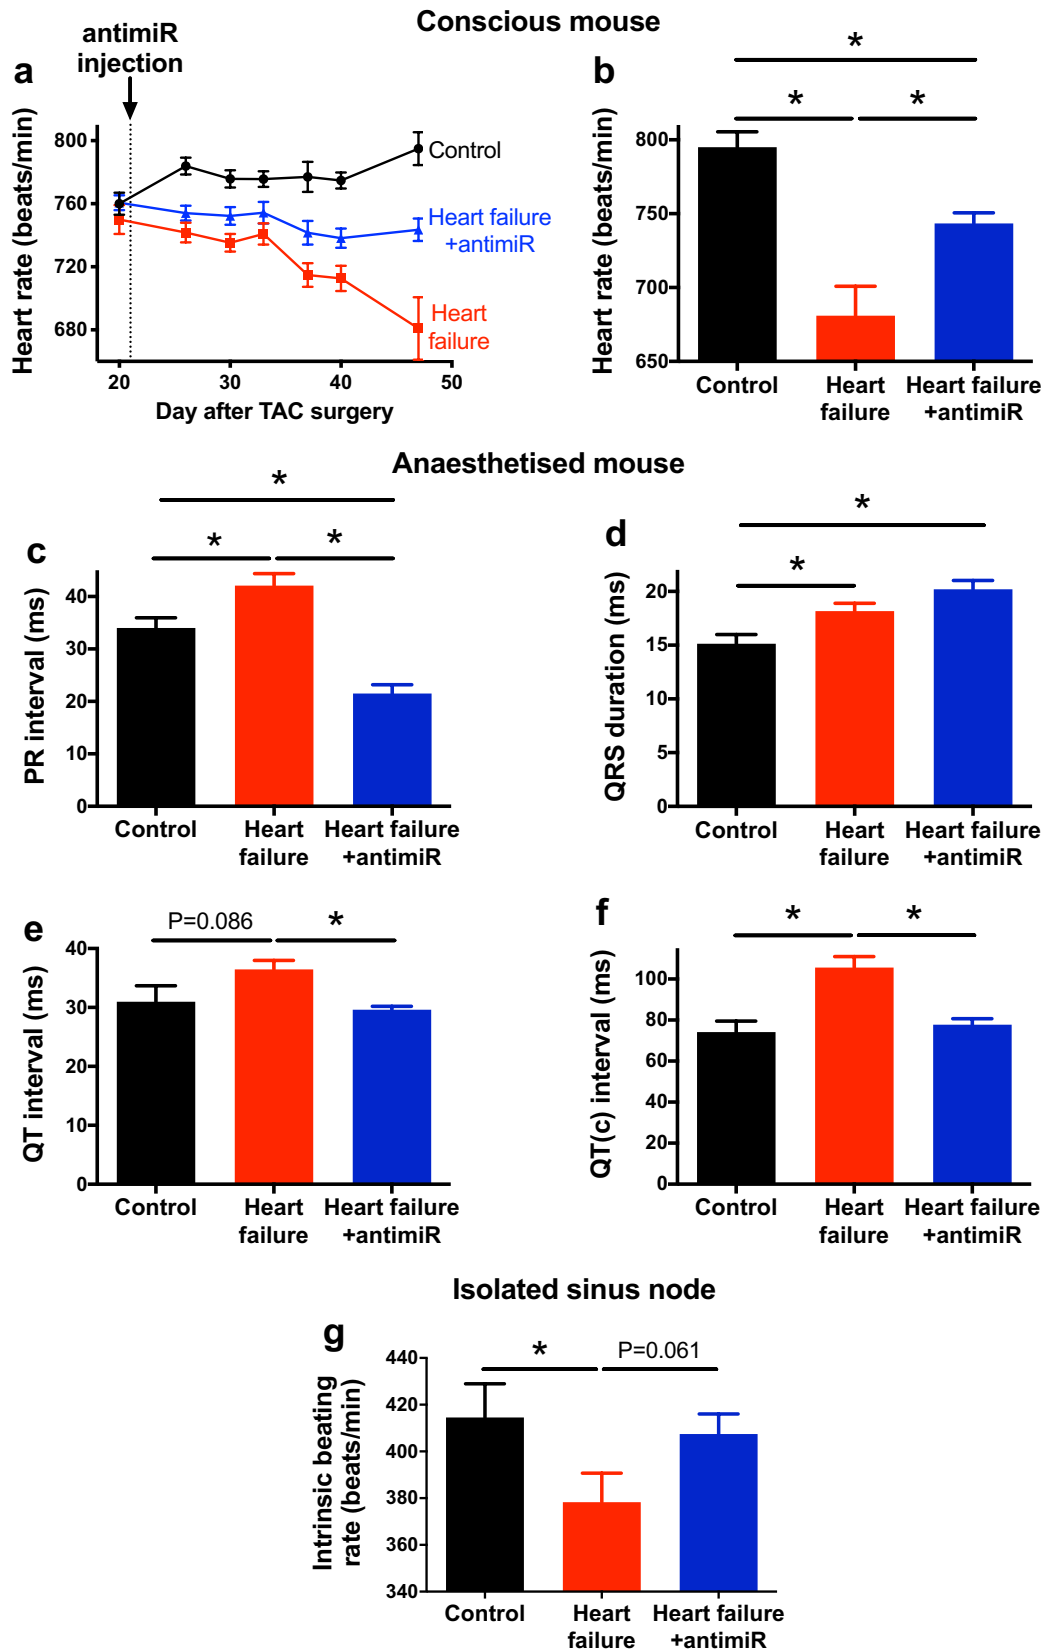 Conscious mouse
antimiR
injection
a
Heart rate (beats/min)
800
760
720
680
20
30
40
50
Day after TAC surgery
Control
Heart failure
+antimiR
Heart
failure
b
*
*
*
Heart rate (beats/min)
800
750
700
650
Control
Heart
failure
Heart failure
+antimiR
Anaesthetised mouse
c
*
*
*
PR interval (ms)
40
30
20
10
0
Control
Heart
failure
Heart failure
+antimiR
d
*
*
QRS duration (ms)
20
15
10
5
0
Control
Heart
failure
Heart failure
+antimiR
e
P=0.086
*
QT interval (ms)
40
30
20
10
0
Control
Heart
failure
Heart failure
+antimiR
f
*
*
QT(c) interval (ms)
100
80
60
40
20
0
Control
Heart
failure
Heart failure
+antimiR
Isolated sinus node
g
*
P=0.061
Intrinsic beating
rate (beats/min)
440
420
400
380
360
340
Control
Heart
failure
Heart failure
+antimiR